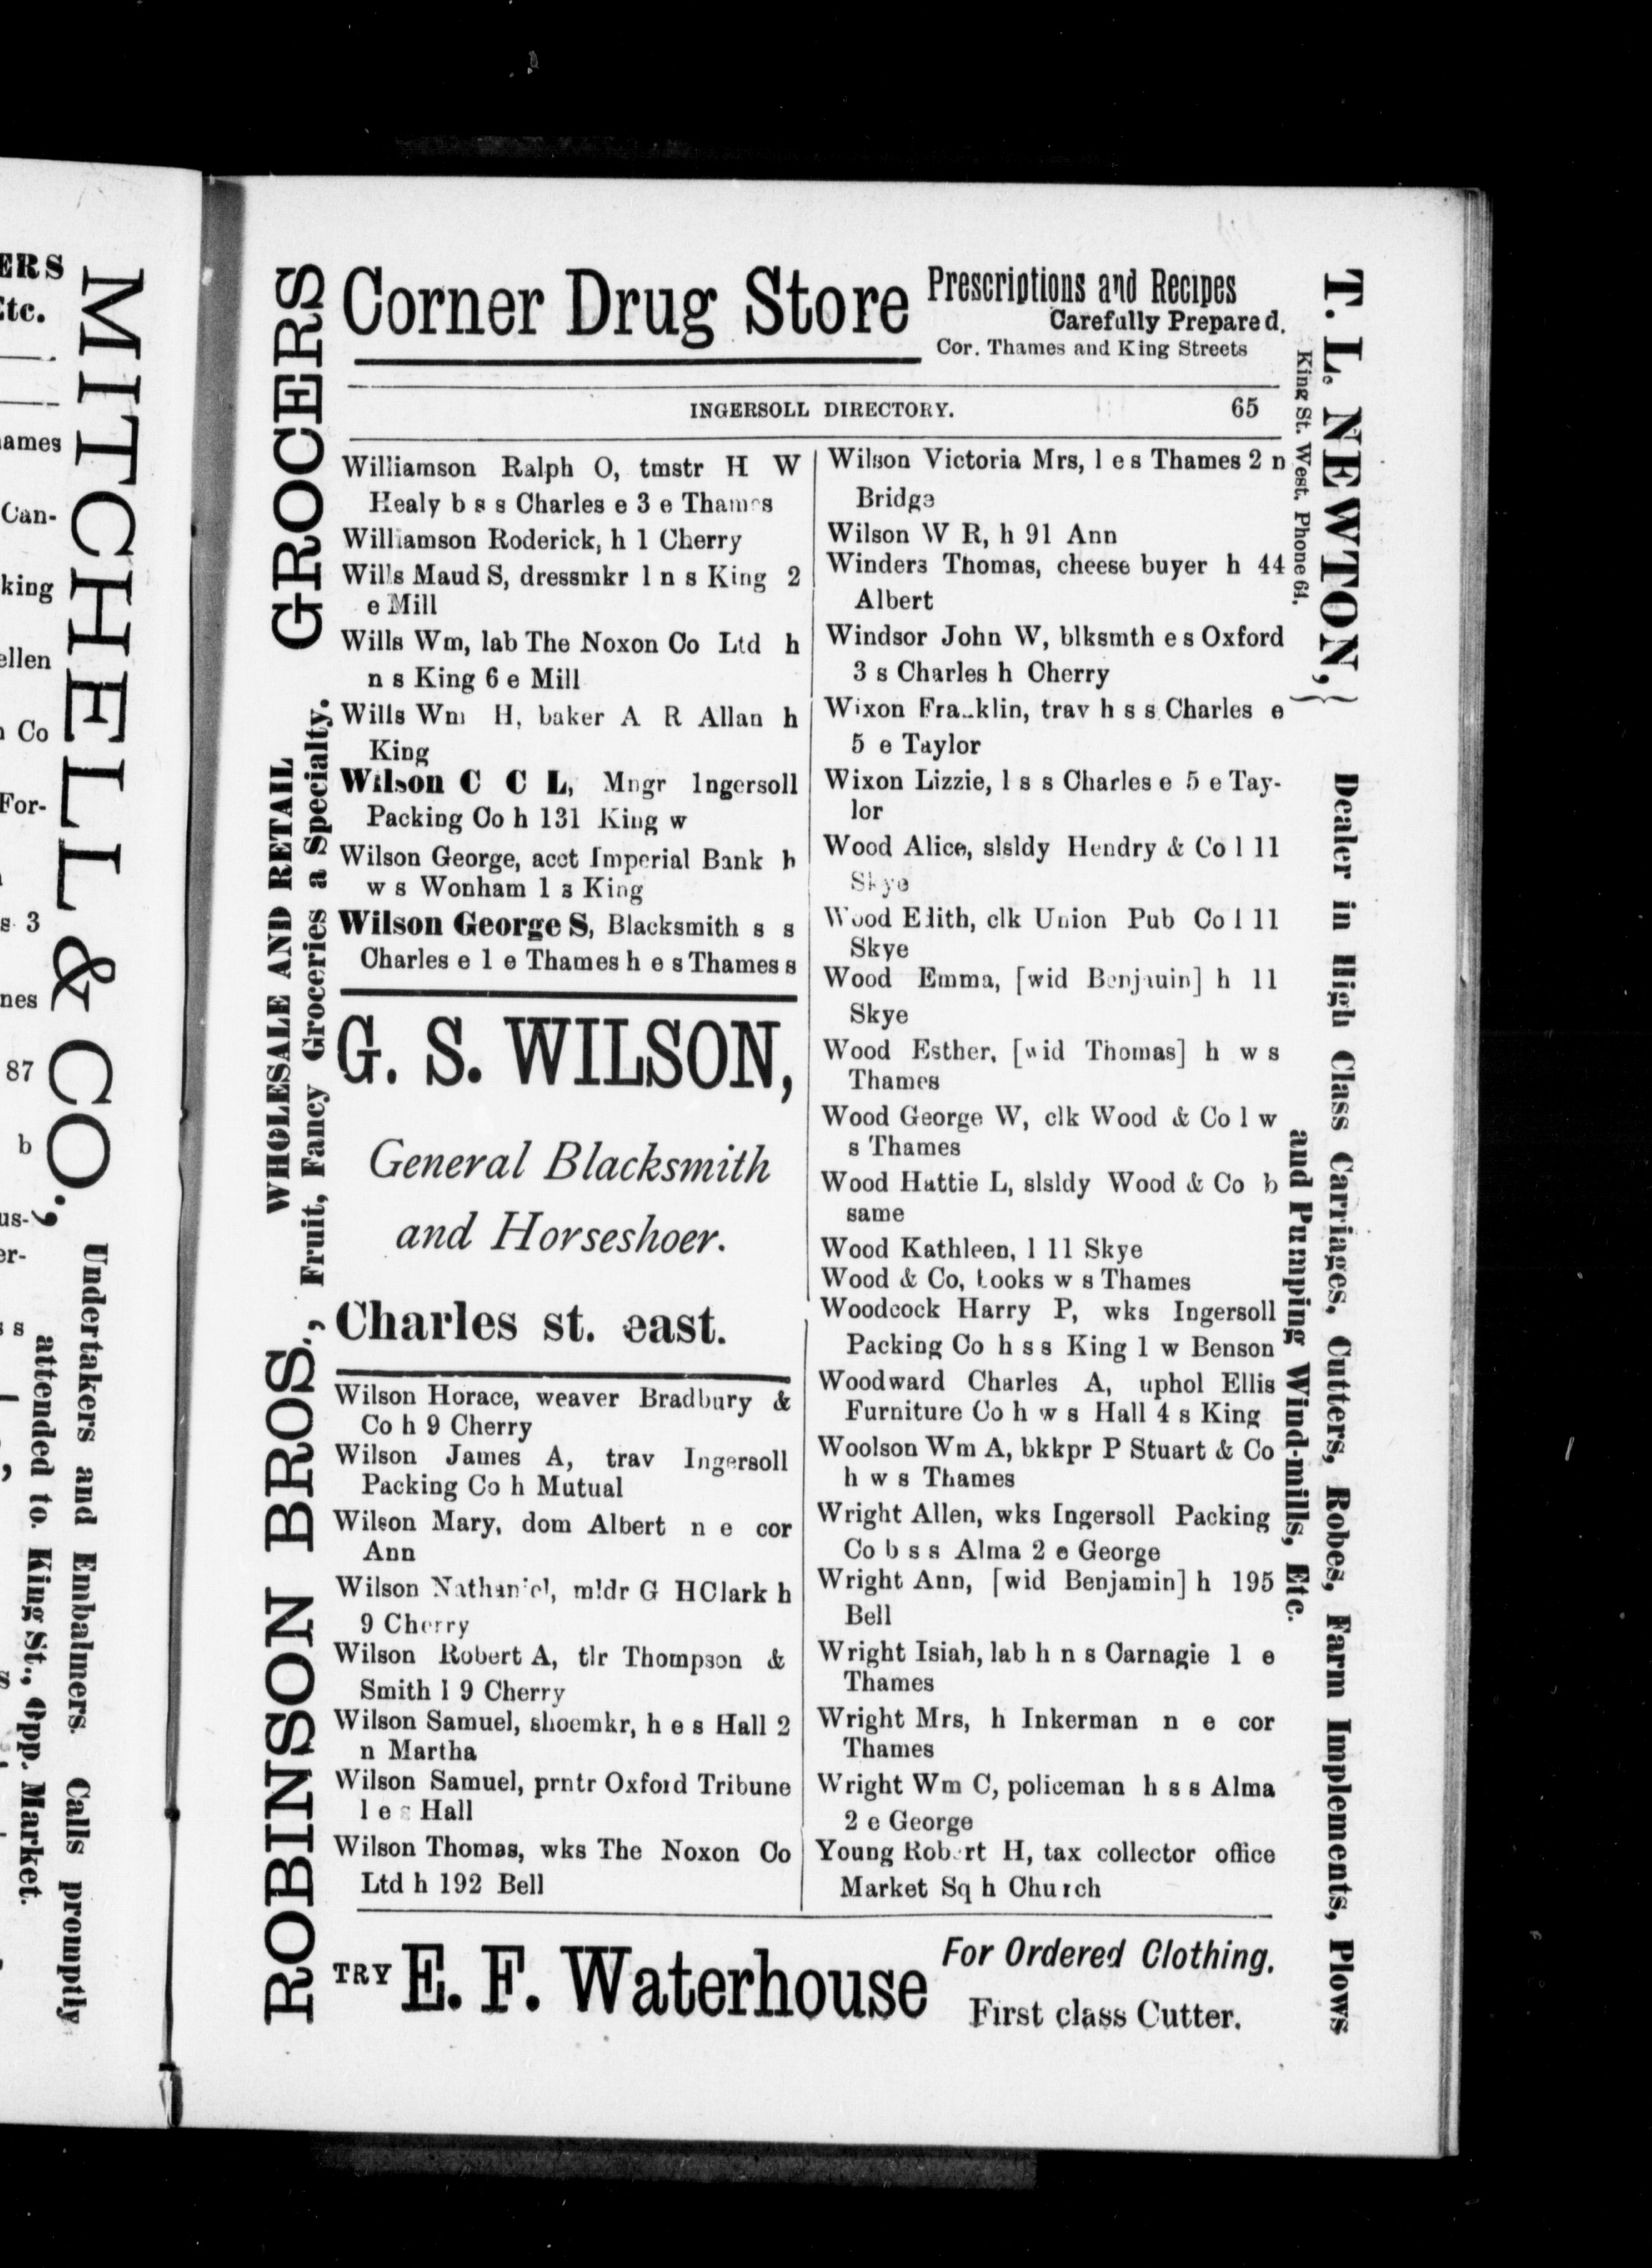 ERS
Etc.
ames
Can-
king
ellen
Co
For-
s 3
nes
87
b
us-
er-
s s
MITCHELL & CO.,
Undertakers and Embalmers. Calls promptly
attended to. King St., Opp. Market.
ROBINSON BROS., GROCERS
WHOLESALE AND RETAIL
Fruit, Fancy Groceries a Specialty.
Corner Drug Store
Prescriptions and Recipes
Carefully Prepared.
Cor. Thames and King Streets
INGERSOLL DIRECTORY. 65
Williamson Ralph O, tmstr H W
Healy b s s Charles e 3 e Thames
Williamson Roderick, h 1 Cherry
Wills Maud S, dressmkr l n s King 2
e Mill
Wills Wm, lab The Noxon Co Ltd h
n s King 6 e Mill
Wills Wm H, baker A R Allan h
King
Wilson C C L, Mngr Ingersoll
Packing Co h 131 King w
Wilson George, acct Imperial Bank h
w s Wonham 1 s King
Wilson George S, Blacksmith s s
Charles e 1 e Thames h e s Thames s
G. S. WILSON,
General Blacksmith
and Horseshoer.
Charles st. east.
Wilson Horace, weaver Bradbury &
Co h 9 Cherry
Wilson James A, trav Ingersoll
Packing Co h Mutual
Wilson Mary, dom Albert n e cor
Ann
Wilson Nathaniel, mldr G H Clark h
9 Cherry
Wilson Robert A, tlr Thompson &
Smith l 9 Cherry
Wilson Samuel, shoemkr, h e s Hall 2
n Martha
Wilson Samuel, prntr Oxford Tribune
l e s Hall
Wilson Thomas, wks The Noxon Co
Ltd h 192 Bell
Wilson Victoria Mrs, l e s Thames 2 n
Bridge
Wilson W R, h 91 Ann
Winders Thomas, cheese buyer h 44
Albert
Windsor John W, blksmth e s Oxford
3 s Charles h Cherry
Wixon Franklin, trav h s s Charles e
5 e Taylor
Wixon Lizzie, l s s Charles e 5 e Tay-
lor
Wood Alice, slsldy Hendry & Co l 11
Skye
Wood Edith, clk Union Pub Co l 11
Skye
Wood Emma, [wid Benjauin] h 11
Skye
Wood Esther, [wid Thomas] h w s
Thames
Wood George W, clk Wood & Co l w
s Thames
Wood Hattie L, slsldy Wood & Co b
same
Wood Kathleen, l 11 Skye
Wood & Co, books w s Thames
Woodcock Harry P, wks Ingersoll
Packing Co h s s King 1 w Benson
Woodward Charles A, uphol Ellis
Furniture Co h w s Hall 4 s King
Woolson Wm A, bkkpr P Stuart & Co
h w s Thames
Wright Allen, wks Ingersoll Packing
Co b s s Alma 2 e George
Wright Ann, [wid Benjamin] h 195
Bell
Wright Isiah, lab h n s Carnagie 1 e
Thames
Wright Mrs, h Inkerman n e cor
Thames
Wright Wm C, policeman h s s Alma
2 e George
Young Robert H, tax collector office
Market Sq h Church
TRY E. F. Waterhouse
For Ordered Clothing.
First class Cutter.
T. L. NEWTON,
King St. West. Phone 64.
Dealer in High Class Carriages, Cutters, Robes, Farm Implements, Plows
and Pumping Wind-mills, Etc.